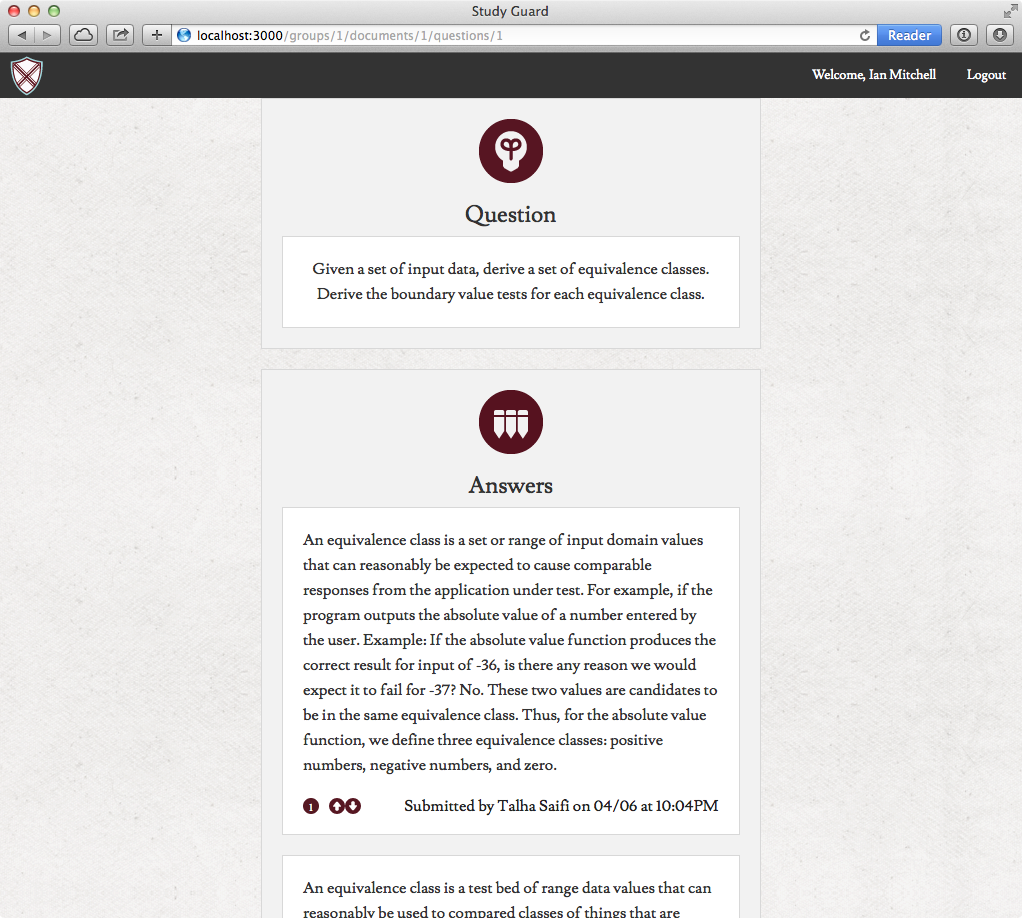 Study Guard
localhost:3000/groups/1/documents/1/questions/1
Reader
Welcome, Ian Mitchell
Logout
Question
Given a set of input data, derive a set of equivalence classes.
Derive the boundary value tests for each equivalence class.
Answers
An equivalence class is a set or range of input domain values
that can reasonably be expected to cause comparable
responses from the application under test. For example, if the
program outputs the absolute value of a number entered by
the user. Example: If the absolute value function produces the
correct result for input of -36, is there any reason we would
expect it to fail for -37? No. These two values are candidates to
be in the same equivalence class. Thus, for the absolute value
function, we define three equivalence classes: positive
numbers, negative numbers, and zero.
1
Submitted by Talha Saifi on 04/06 at 10:04PM
An equivalence class is a test bed of range data values that can
reasonably be used to compared classes of things that are